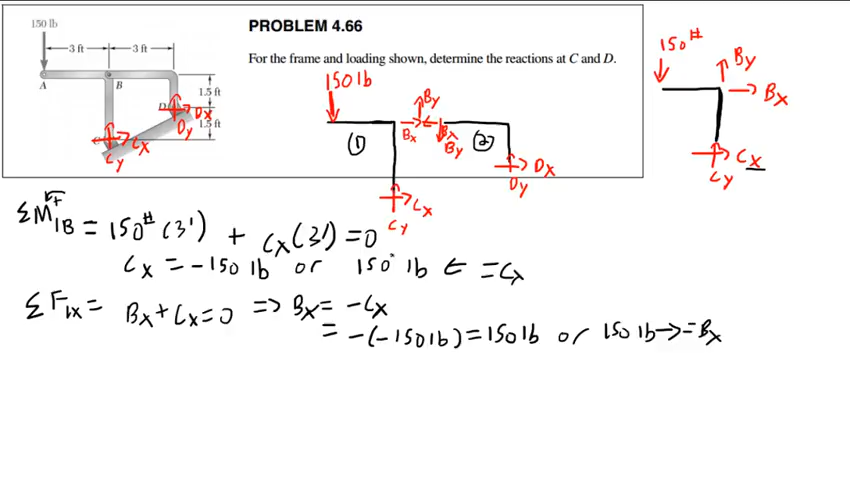 PROBLEM 4.66
For the frame and loading shown, determine the reactions at C and D.
150 lb
3 ft
3 ft
A
B
1.5 ft
D
Dx
1.5 ft
Dy
Cx
Cy
150 lb
By
Bx
Bx
By
①
②
Dx
Dy
Cx
Cy
150#
By
Bx
Cx
Cy
ΣM1B = 150#(3') + Cx(3') = 0
Cx = -150 lb or 150 lb ← = Cx
ΣF1x = Bx + Cx = 0 => Bx = -Cx
= -(-150 lb) = 150 lb or 150 lb → = Bx